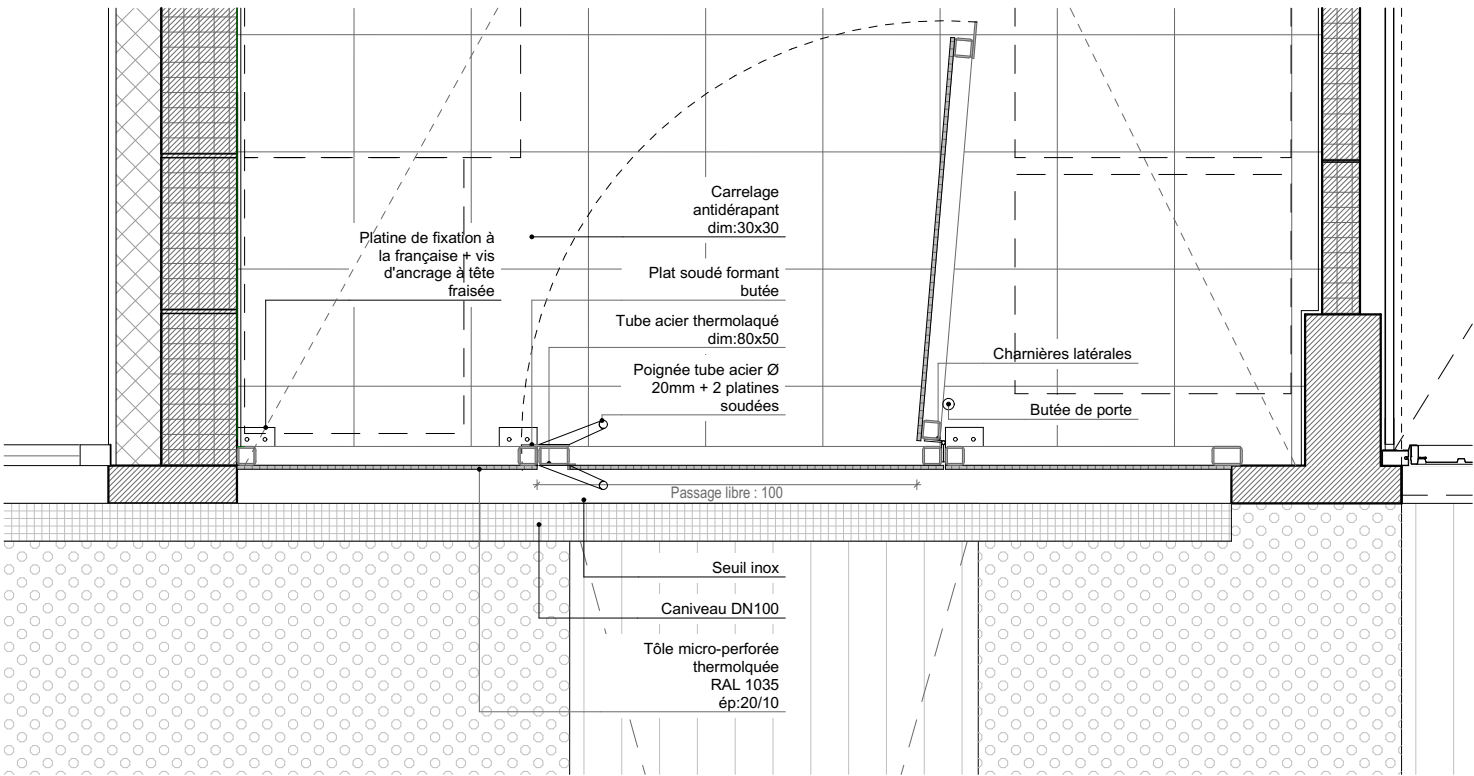 Carrelage
antidérapant
dim:30x30
Platine de fixation à
la française + vis
d'ancrage à tête
fraisée
Plat soudé formant
butée
Tube acier thermolaqué
dim:80x50
Poignée tube acier Ø
20mm + 2 platines
soudées
Charnières latérales
Butée de porte
Passage libre : 100
Seuil inox
Caniveau DN100
Tôle micro-perforée
thermolquée
RAL 1035
ép:20/10